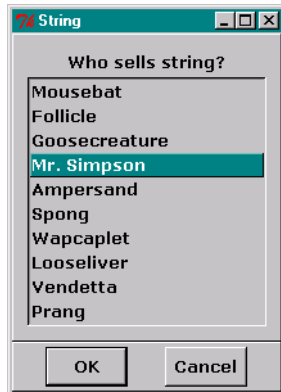 String
Who sells string?
Mousebat
Follicle
Goosecreature
Mr. Simpson
Ampersand
Spong
Wapcaplet
Looseliver
Vendetta
Prang
OK
Cancel